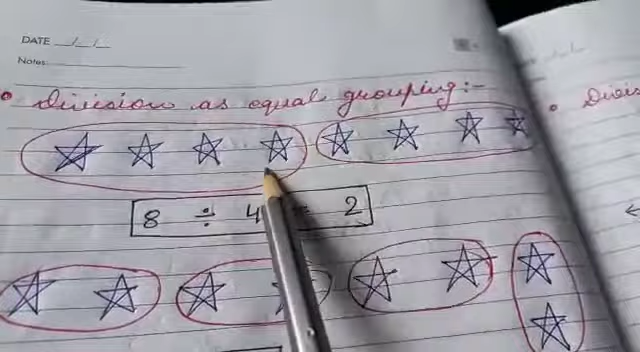 DATE
Notes
• Division as equal grouping :-
8 ÷ 4 = 2